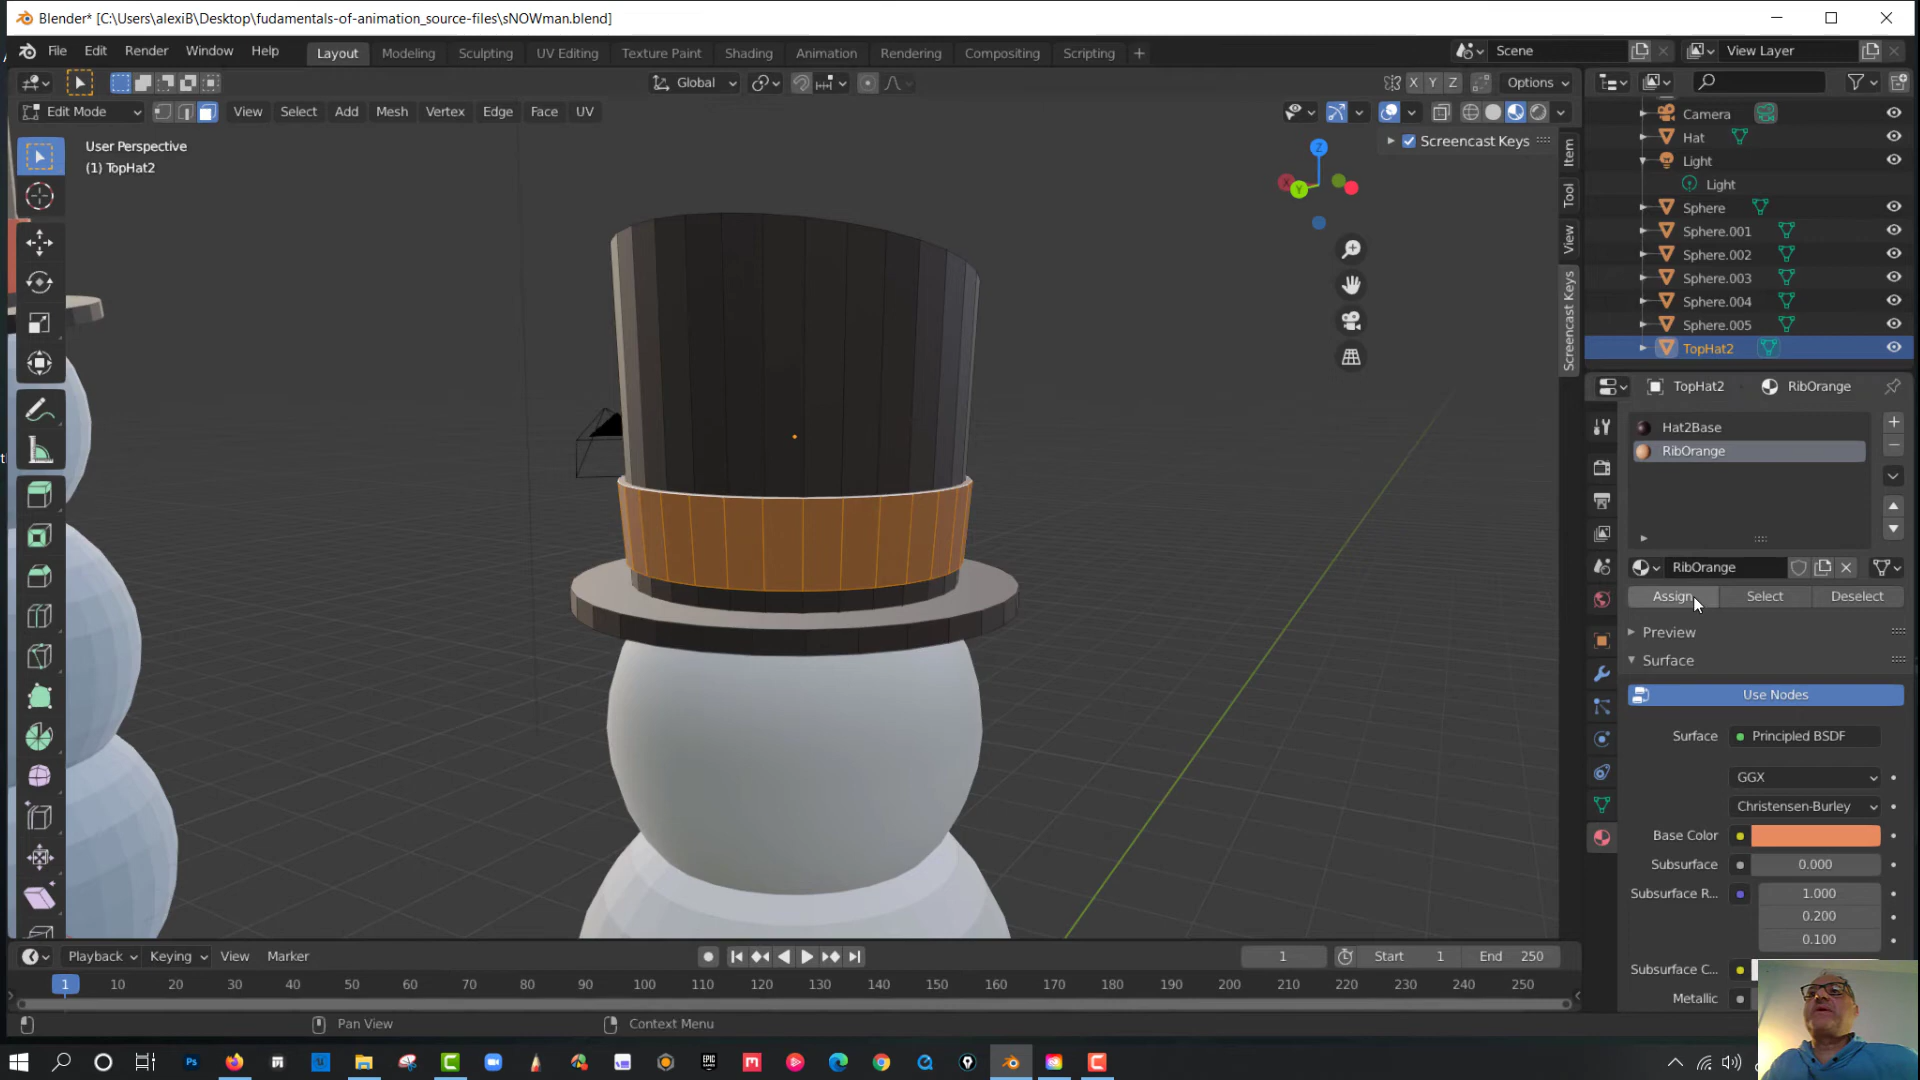 Blender* [C:\Users\alexiB\Desktop\fudamentals-of-animation_source-files\sNOWman.blend]
File Edit Render Window Help Layout Modeling Sculpting UV Editing Texture Paint Shading Animation Rendering Compositing Scripting + Scene View Layer
Global X Y Z Options
Edit Mode View Select Add Mesh Vertex Edge Face UV
User Perspective
(1) TopHat2
Screencast Keys
Item
Tool
View
Screencast Keys
Z
X
Y
Camera
Hat
Light
Light
Sphere
Sphere.001
Sphere.002
Sphere.003
Sphere.004
Sphere.005
TopHat2
TopHat2 RibOrange
Hat2Base
RibOrange
RibOrange
Assign Select Deselect
Preview
Surface
Use Nodes
Surface Principled BSDF
GGX
Christensen-Burley
Base Color
Subsurface 0.000
Subsurface R... 1.000
0.200
0.100
Subsurface C...
Metallic
Playback Keying View Marker 1 Start 1 End 250
1 10 20 30 40 50 60 70 80 90 100 110 120 130 140 150 160 170 180 190 200 210 220 230 240 250
Pan View Context Menu
Ps
EPIC GAMES